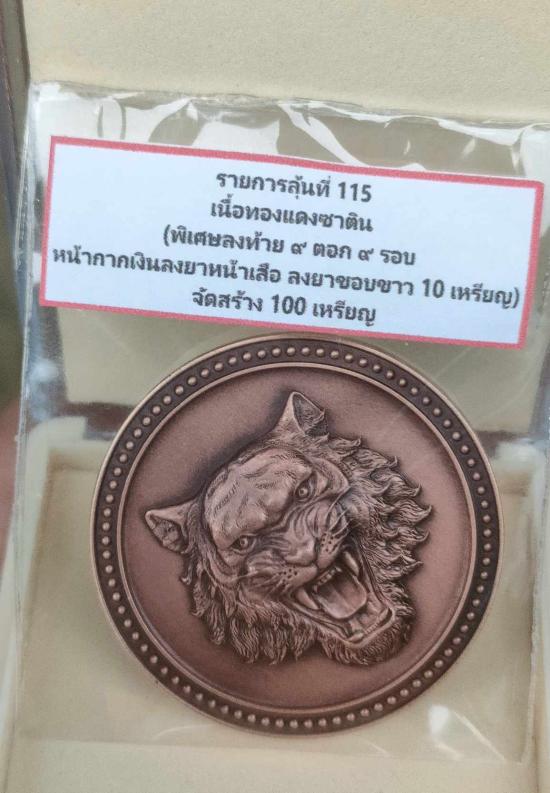 รายการลุ้นที่ 115
เนื้อทองแดงซาติน
(พิเศษลงท้าย ๙ ตอก ๙ รอบ
หน้ากากเงินลงยาหน้าเสือ ลงยาขอบขาว 10 เหรียญ)
จัดสร้าง 100 เหรียญ